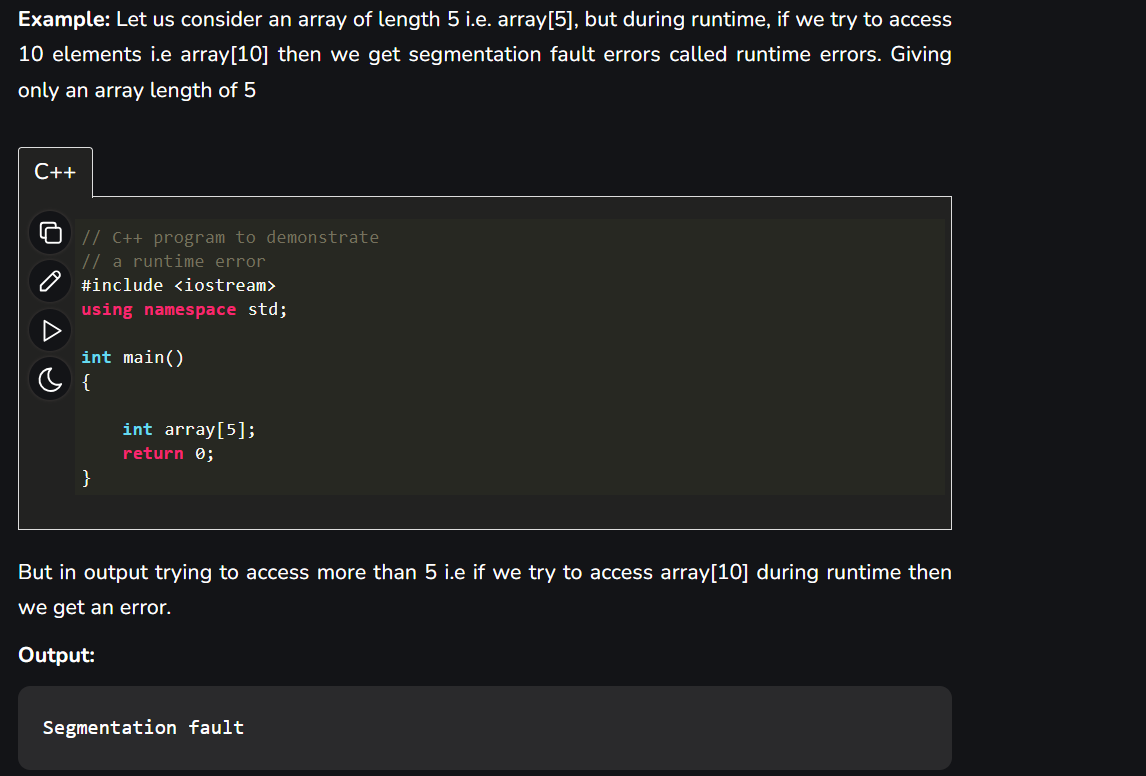 Example: Let us consider an array of length 5 i.e. array[5], but during runtime, if we try to access
10 elements i.e array[10] then we get segmentation fault errors called runtime errors. Giving
only an array length of 5
C++
// C++ program to demonstrate
// a runtime error
#include <iostream>
using namespace std;
int main()
{
    int array[5];
    return 0;
}
But in output trying to access more than 5 i.e if we try to access array[10] during runtime then
we get an error.
Output:
Segmentation fault